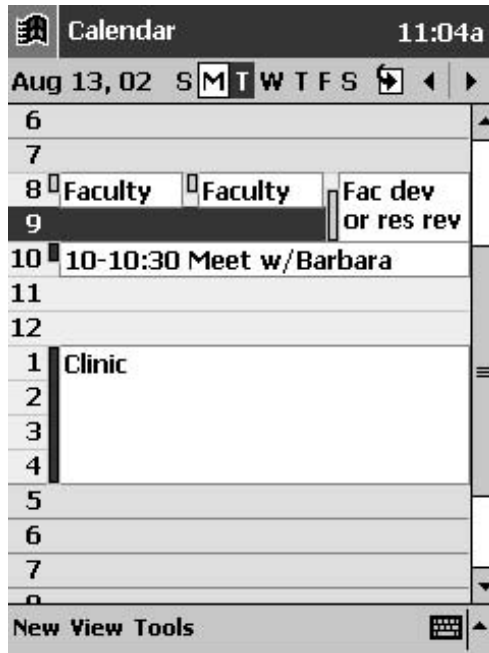 Calendar 11:04a
Aug 13, 02 S M T W T F S
6
7
8 Faculty Faculty Fac dev
9 or res rev
10 10-10:30 Meet w/Barbara
11
12
1 Clinic
2
3
4
5
6
7
New View Tools